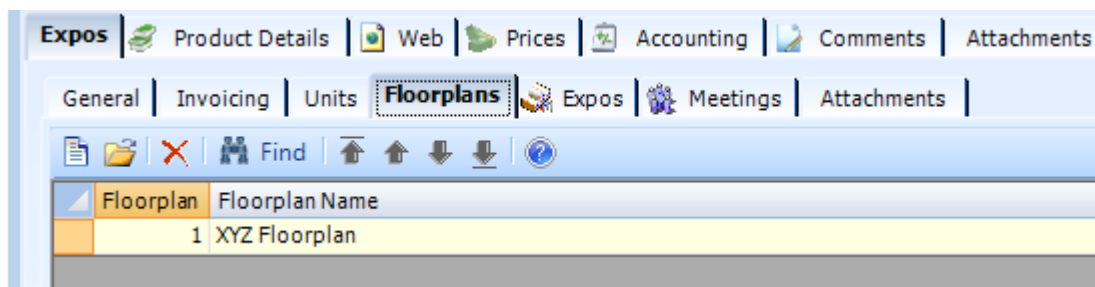 Expos Product Details Web Prices Accounting Comments Attachments
General Invoicing Units Floorplans Expos Meetings Attachments
Find
Floorplan Floorplan Name
1 XYZ Floorplan